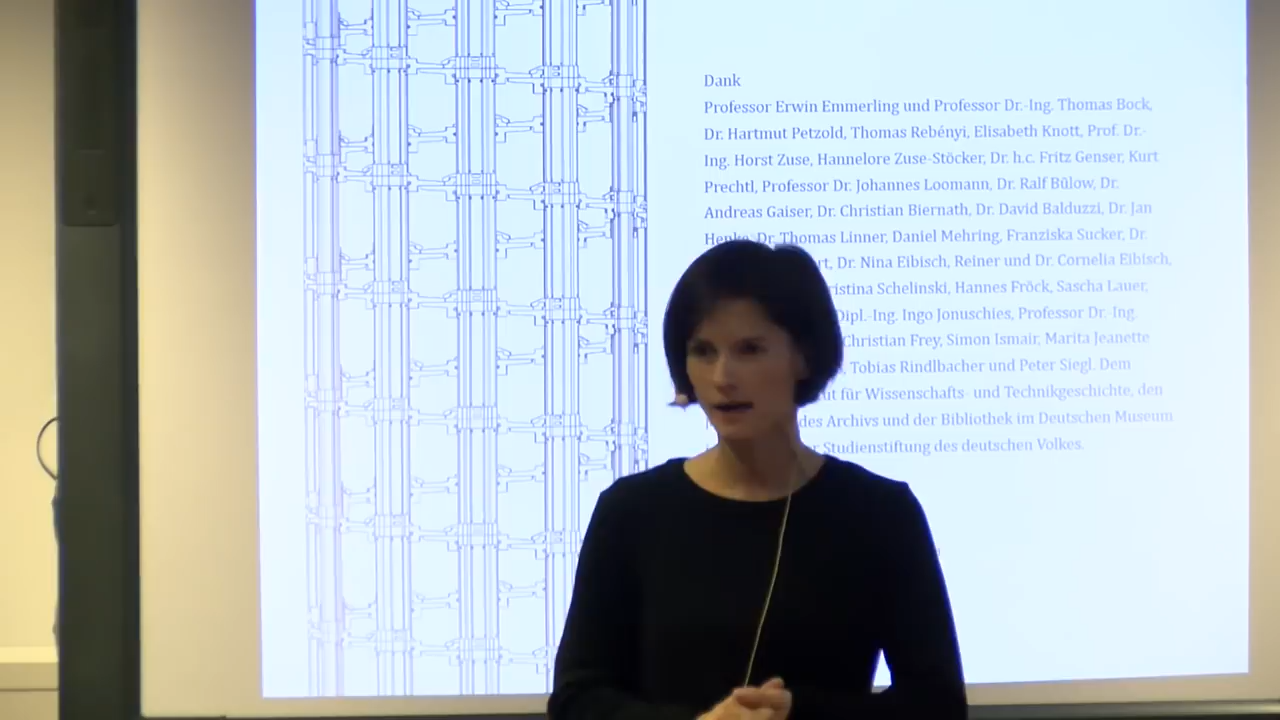 Dank
Professor Erwin Emmerling und Professor Dr.-Ing. Thomas Bock,
Dr. Hartmut Petzold, Thomas Rebényi, Elisabeth Knott, Prof. Dr.-
Ing. Horst Zuse, Hannelore Zuse-Stöcker, Dr. h.c. Fritz Genser, Kurt
Prechtl, Professor Dr. Johannes Loomann, Dr. Ralf Bülow, Dr.
Andreas Gaiser, Dr. Christian Biernath, Dr. David Balduzzi, Dr. Jan
Henke, Dr. Thomas Linner, Daniel Mehring, Franziska Sucker, Dr.
rt, Dr. Nina Eibisch, Reiner und Dr. Cornelia Eibisch,
ristina Schelinski, Hannes Fröck, Sascha Lauer,
Dipl.-Ing. Ingo Jonuschies, Professor Dr.-Ing.
Christian Frey, Simon Ismair, Marita Jeanette
, Tobias Rindlbacher und Peter Siegl. Dem
ut für Wissenschafts- und Technikgeschichte, den
des Archivs und der Bibliothek im Deutschen Museum
r Studienstiftung des deutschen Volkes.